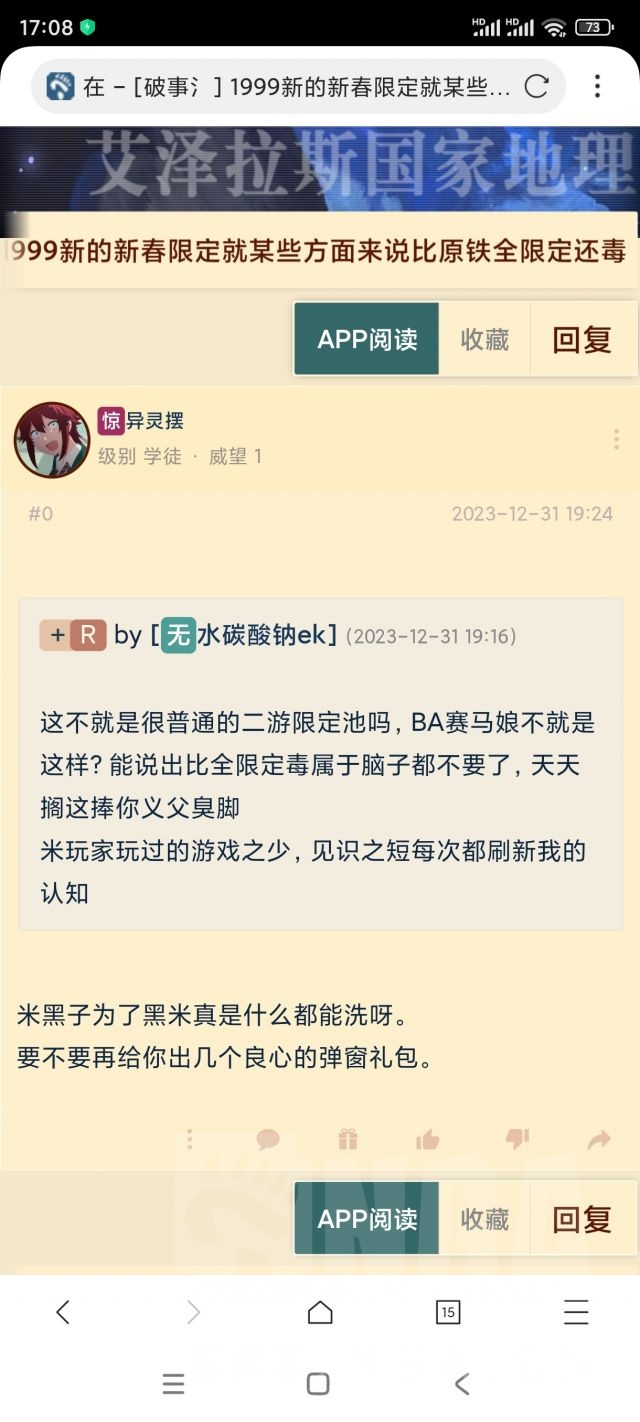 17:08
HD HD 73
在 - [破事氵] 1999新的新春限定就某些...
艾泽拉斯国家地理
1999新的新春限定就某些方面来说比原铁全限定还毒
APP阅读 收藏 回复
惊异灵摆
级别 学徒 · 威望 1
#0 2023-12-31 19:24
+ R by [无水碳酸钠ek] (2023-12-31 19:16)
这不就是很普通的二游限定池吗，BA赛马娘不就是
这样？能说出比全限定毒属于脑子都不要了，天天
搁这捧你义父臭脚
米玩家玩过的游戏之少，见识之短每次都刷新我的
认知
米黑子为了黑米真是什么都能洗呀。
要不要再给你出几个良心的弹窗礼包。
APP阅读 收藏 回复
15